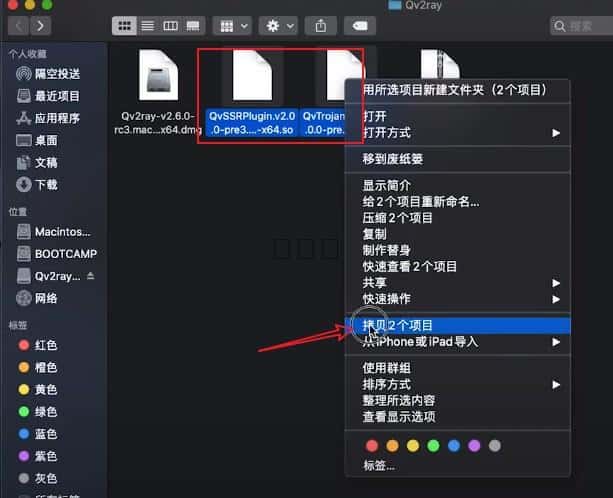 Qv2ray
搜索
个人收藏
隔空投送
最近项目
应用程序
桌面
文稿
下载
位置
Macintos...
BOOTCAMP
Qv2ray...
网络
标签
红色
橙色
黄色
绿色
蓝色
紫色
灰色
所有标签
Qv2ray-v2.6.0-
rc3.mac...x64.dmg
QvSSRPlugin.v2.0
.0-pre3....-x64.so
QvTrojan
.0.0-pre.
用所选项目新建文件夹（2个项目）
打开
打开方式
移到废纸篓
显示简介
给2个项目重新命名...
压缩2个项目
复制
制作替身
快速查看2个项目
共享
快速操作
拷贝2个项目
从iPhone或iPad导入
使用群组
排序方式
整理所选内容
查看显示选项
标签...